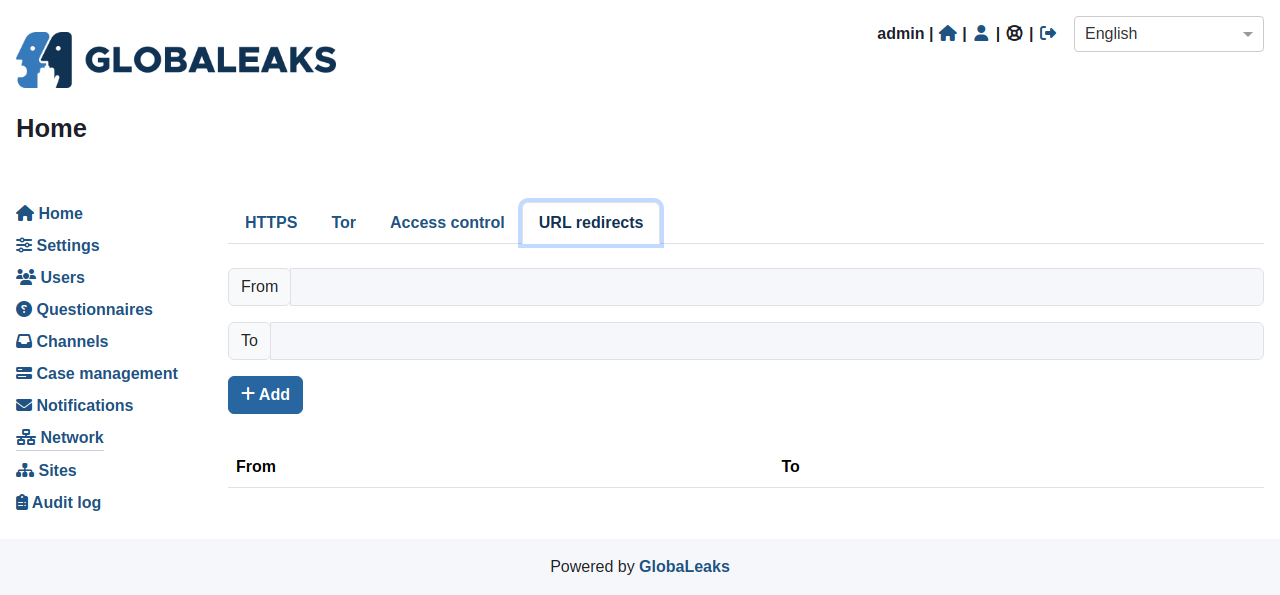 GLOBALEAKS
admin | | | |
English
Home
Home
Settings
Users
Questionnaires
Channels
Case management
Notifications
Network
Sites
Audit log
HTTPS Tor Access control URL redirects
From
To
+ Add
From To
Powered by GlobaLeaks